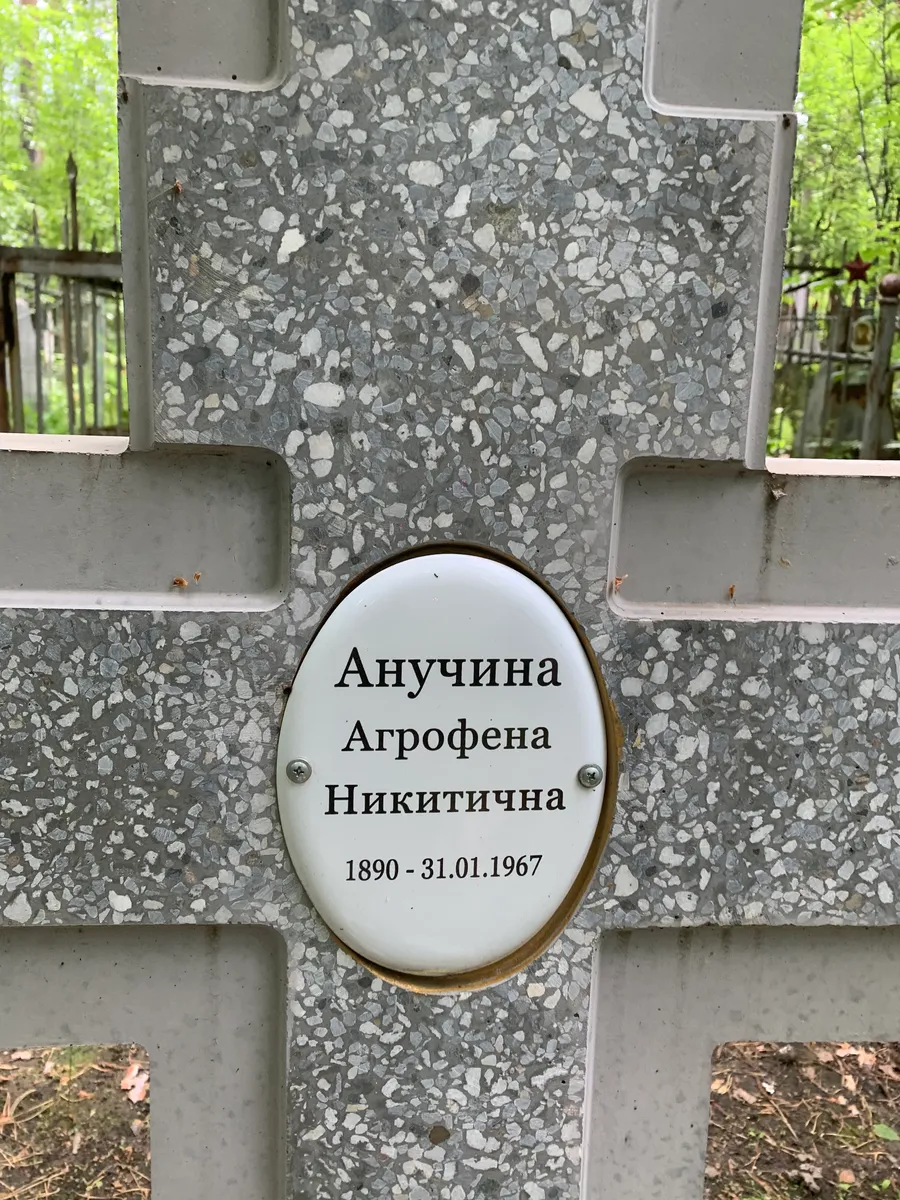 Анучина
Агрофена
Никитична
1890 - 31.01.1967